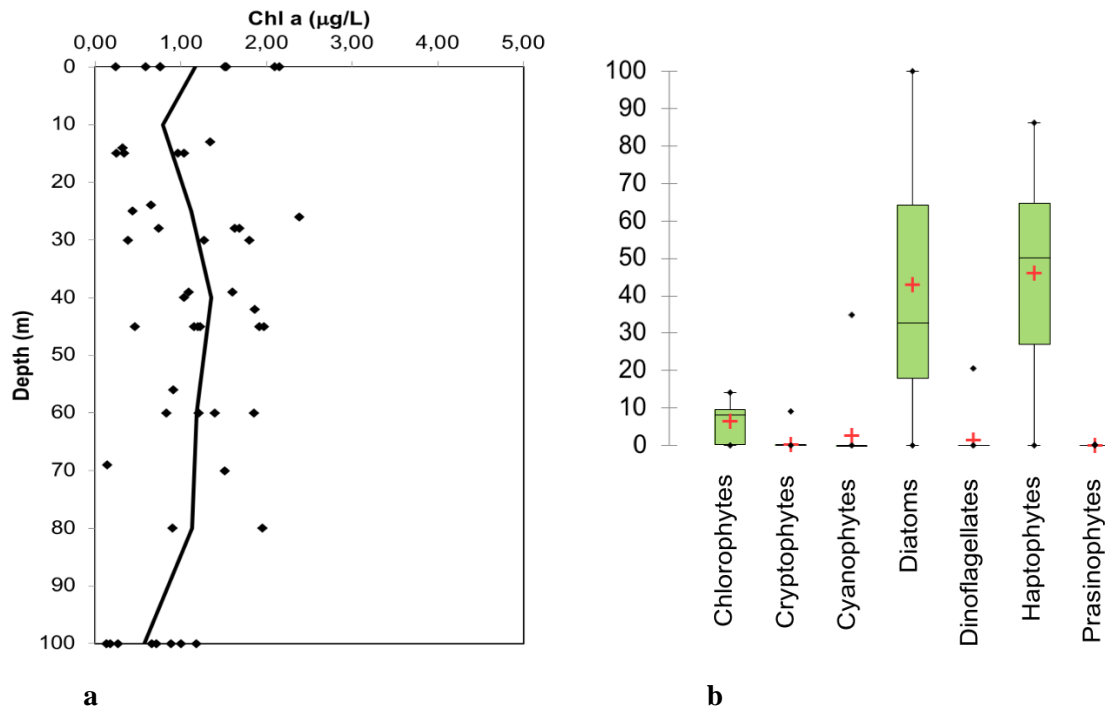 Chl a (µg/L)
0,00 1,00 2,00 3,00 4,00 5,00
Depth (m)
0
10
20
30
40
50
60
70
80
90
100
a
100
90
80
70
60
50
40
30
20
10
0
Chlorophytes
Cryptophytes
Cyanophytes
Diatoms
Dinoflagellates
Haptophytes
Prasinophytes
b